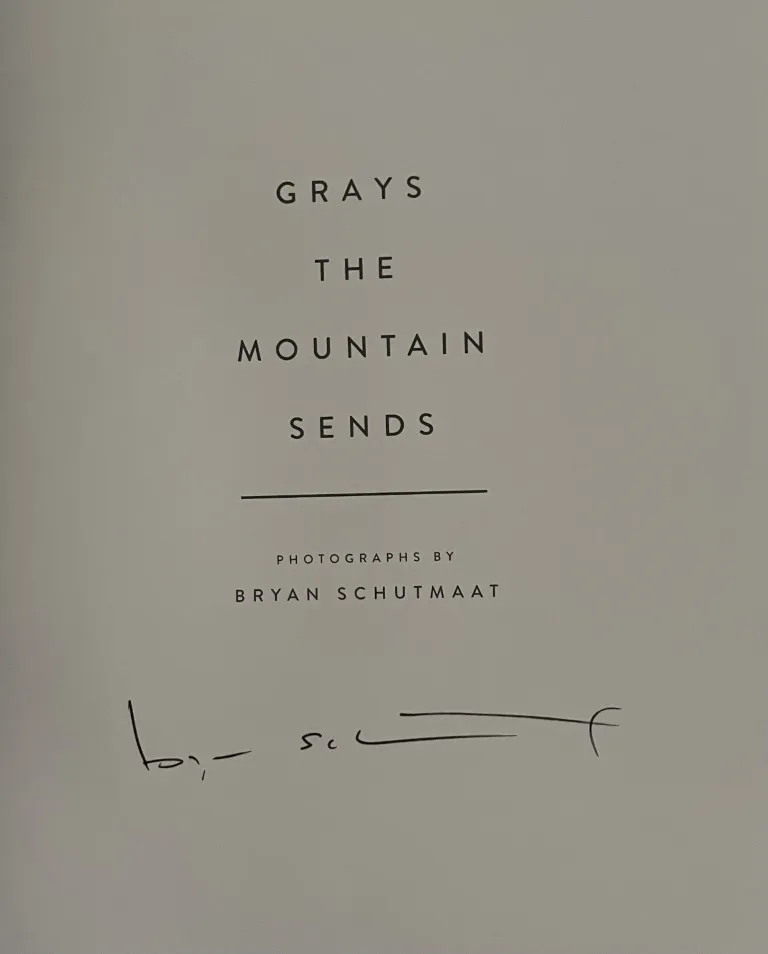 GRAYS
THE
MOUNTAIN
SENDS
PHOTOGRAPHS BY
BRYAN SCHUTMAAT